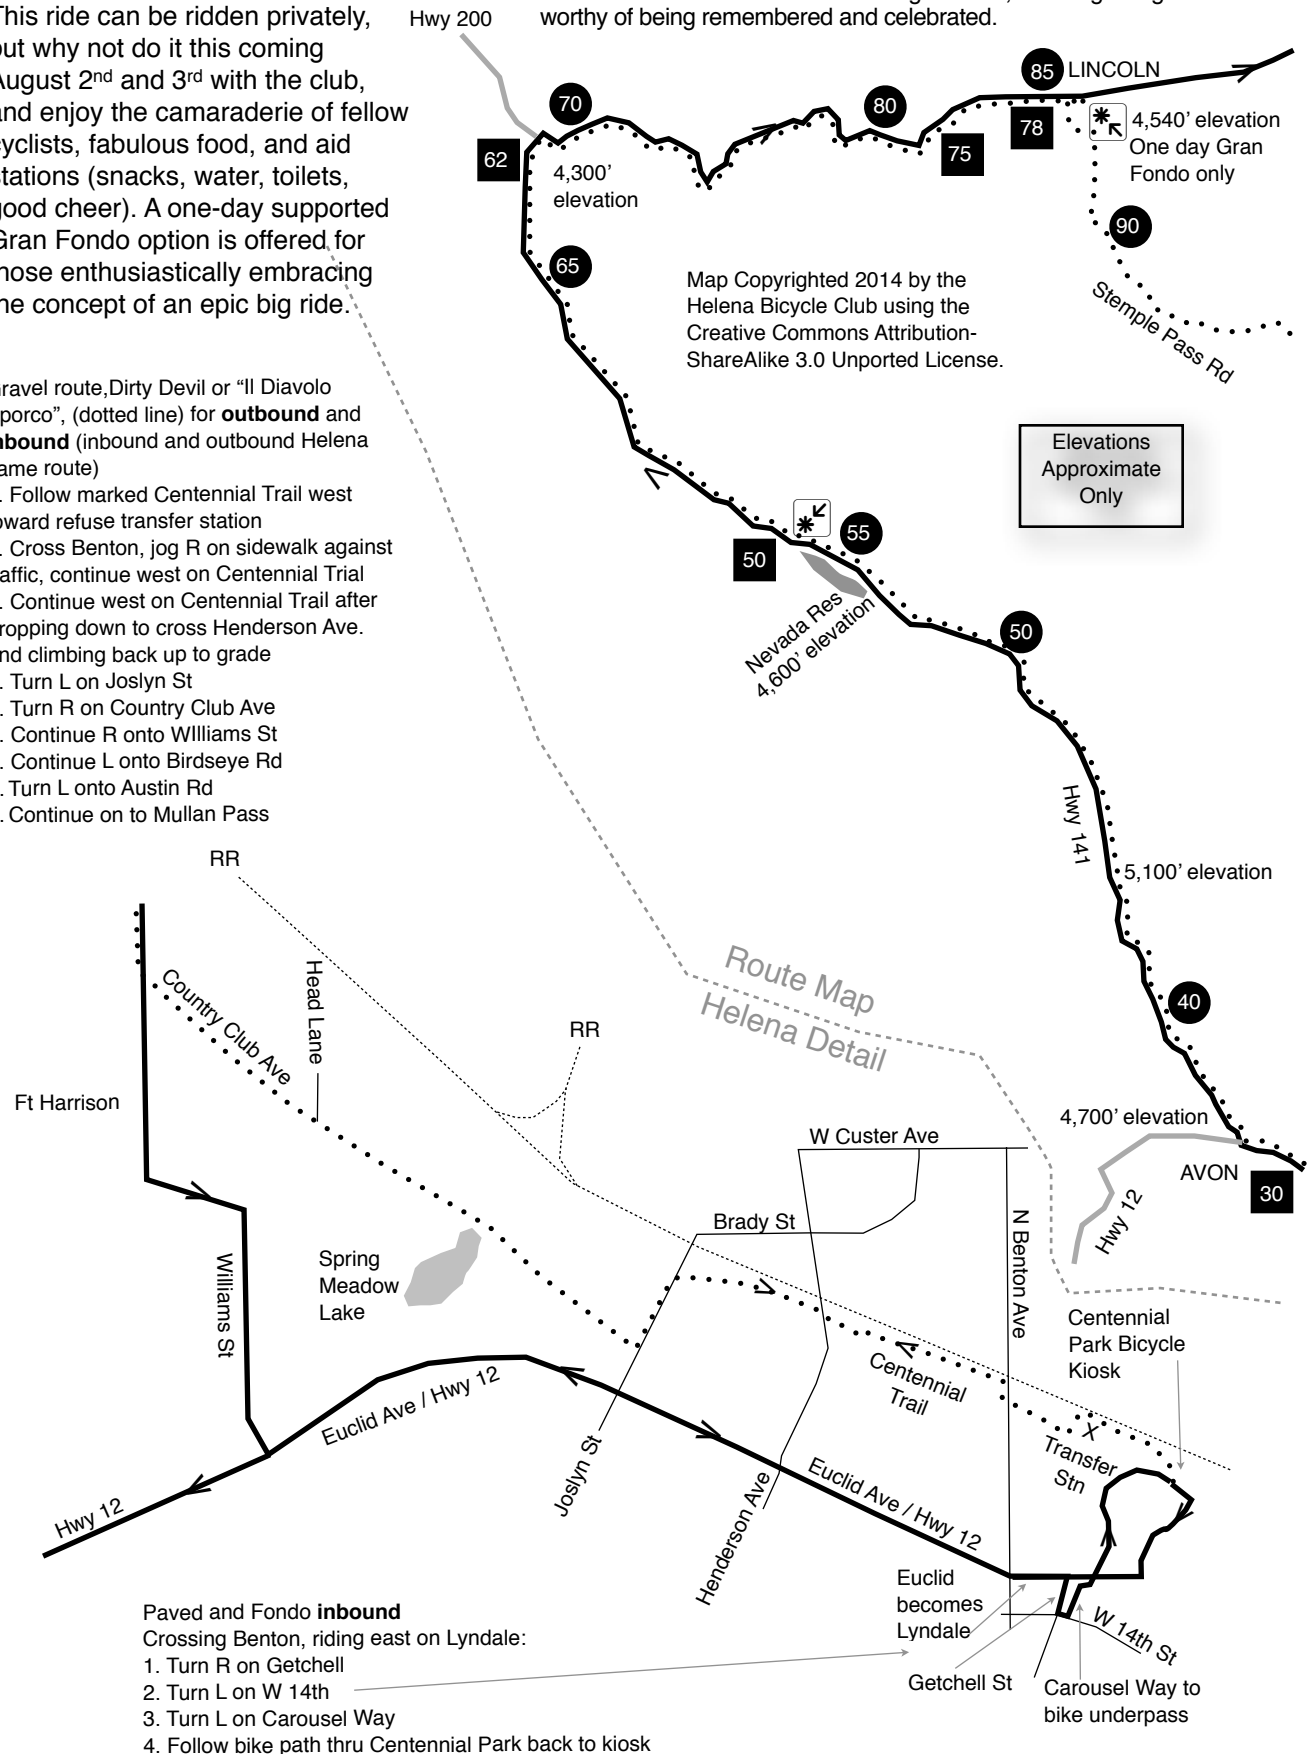 This ride can be ridden privately,
but why not do it this coming
August 2nd and 3rd with the club,
and enjoy the camaraderie of fellow
cyclists, fabulous food, and aid
stations (snacks, water, toilets,
good cheer). A one-day supported
Gran Fondo option is offered for
those enthusiastically embracing
the concept of an epic big ride.
worthy of being remembered and celebrated.
Hwy 200
70
62
4,300’
elevation
65
80
75
85 LINCOLN
78
4,540’ elevation
One day Gran
Fondo only
90
Stemple Pass Rd
Map Copyrighted 2014 by the
Helena Bicycle Club using the
Creative Commons Attribution-
ShareAlike 3.0 Unported License.
Elevations
Approximate
Only
Gravel route,Dirty Devil or “Il Diavolo
porco”, (dotted line) for outbound and
inbound (inbound and outbound Helena
same route)
. Follow marked Centennial Trail west
toward refuse transfer station
. Cross Benton, jog R on sidewalk against
traffic, continue west on Centennial Trial
. Continue west on Centennial Trail after
dropping down to cross Henderson Ave.
and climbing back up to grade
. Turn L on Joslyn St
. Turn R on Country Club Ave
. Continue R onto WIlliams St
. Continue L onto Birdseye Rd
. Turn L onto Austin Rd
. Continue on to Mullan Pass
50
55
Nevada Res
4,600’ elevation
50
Hwy 141
5,100’ elevation
40
4,700’ elevation
AVON
30
Hwy 12
Route Map
Helena Detail
RR
RR
Country Club Ave
Head Lane
Ft Harrison
Williams St
Spring
Meadow
Lake
W Custer Ave
Brady St
N Benton Ave
Centennial
Park Bicycle
Kiosk
Centennial
Trail
X
Transfer
Stn
Euclid Ave / Hwy 12
Joslyn St
Henderson Ave
Euclid Ave / Hwy 12
Hwy 12
Euclid
becomes
Lyndale
Getchell St
W 14th St
Carousel Way to
bike underpass
Paved and Fondo inbound
Crossing Benton, riding east on Lyndale:
1. Turn R on Getchell
2. Turn L on W 14th
3. Turn L on Carousel Way
4. Follow bike path thru Centennial Park back to kiosk